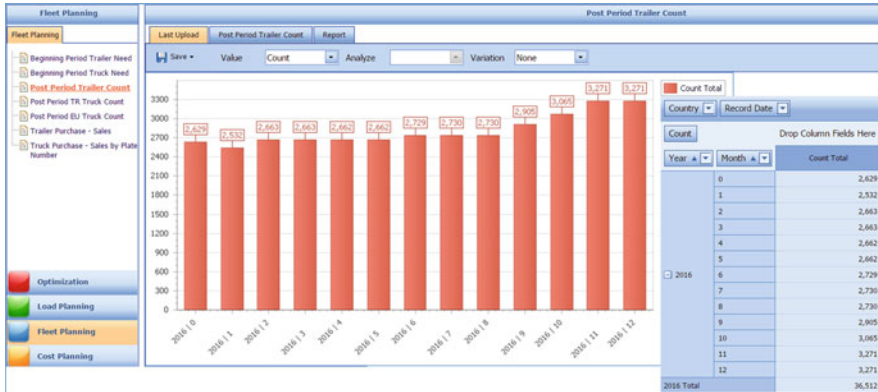 Fleet Planning
Fleet Planning
Beginning Period Trailer Need
Beginning Period Truck Need
Post Period Trailer Count
Post Period TR Truck Count
Post Period EU Truck Count
Trailer Purchase - Sales
Truck Purchase - Sales by Plate
Number
Optimization
Load Planning
Fleet Planning
Cost Planning
Post Period Trailer Count
Last Upload Post Period Trailer Count Report
Save Value Count Analyze Variation None
3300
3000
2700
2400
2100
1800
1500
1200
900
600
300
0
2,629 2,532 2,663 2,663 2,662 2,662 2,729 2,730 2,730 2,905 3,065 3,271 3,271
2016 | 0 2016 | 1 2016 | 2 2016 | 3 2016 | 4 2016 | 5 2016 | 6 2016 | 7 2016 | 8 2016 | 9 2016 | 10 2016 | 11 2016 | 12
Count Total
Country Record Date
Count Drop Column Fields Here
Year Month Count Total
0 2,629
1 2,532
2 2,663
3 2,663
4 2,662
5 2,662
2016 6 2,729
7 2,730
8 2,730
9 2,905
10 3,065
11 3,271
12 3,271
2016 Total 36,512